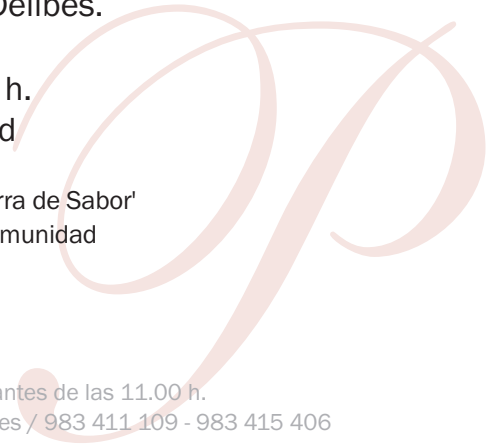 Delibes.
h.
d
rra de Sabor'
munidad
antes de las 11.00 h.
es / 983 411 109 - 983 415 406